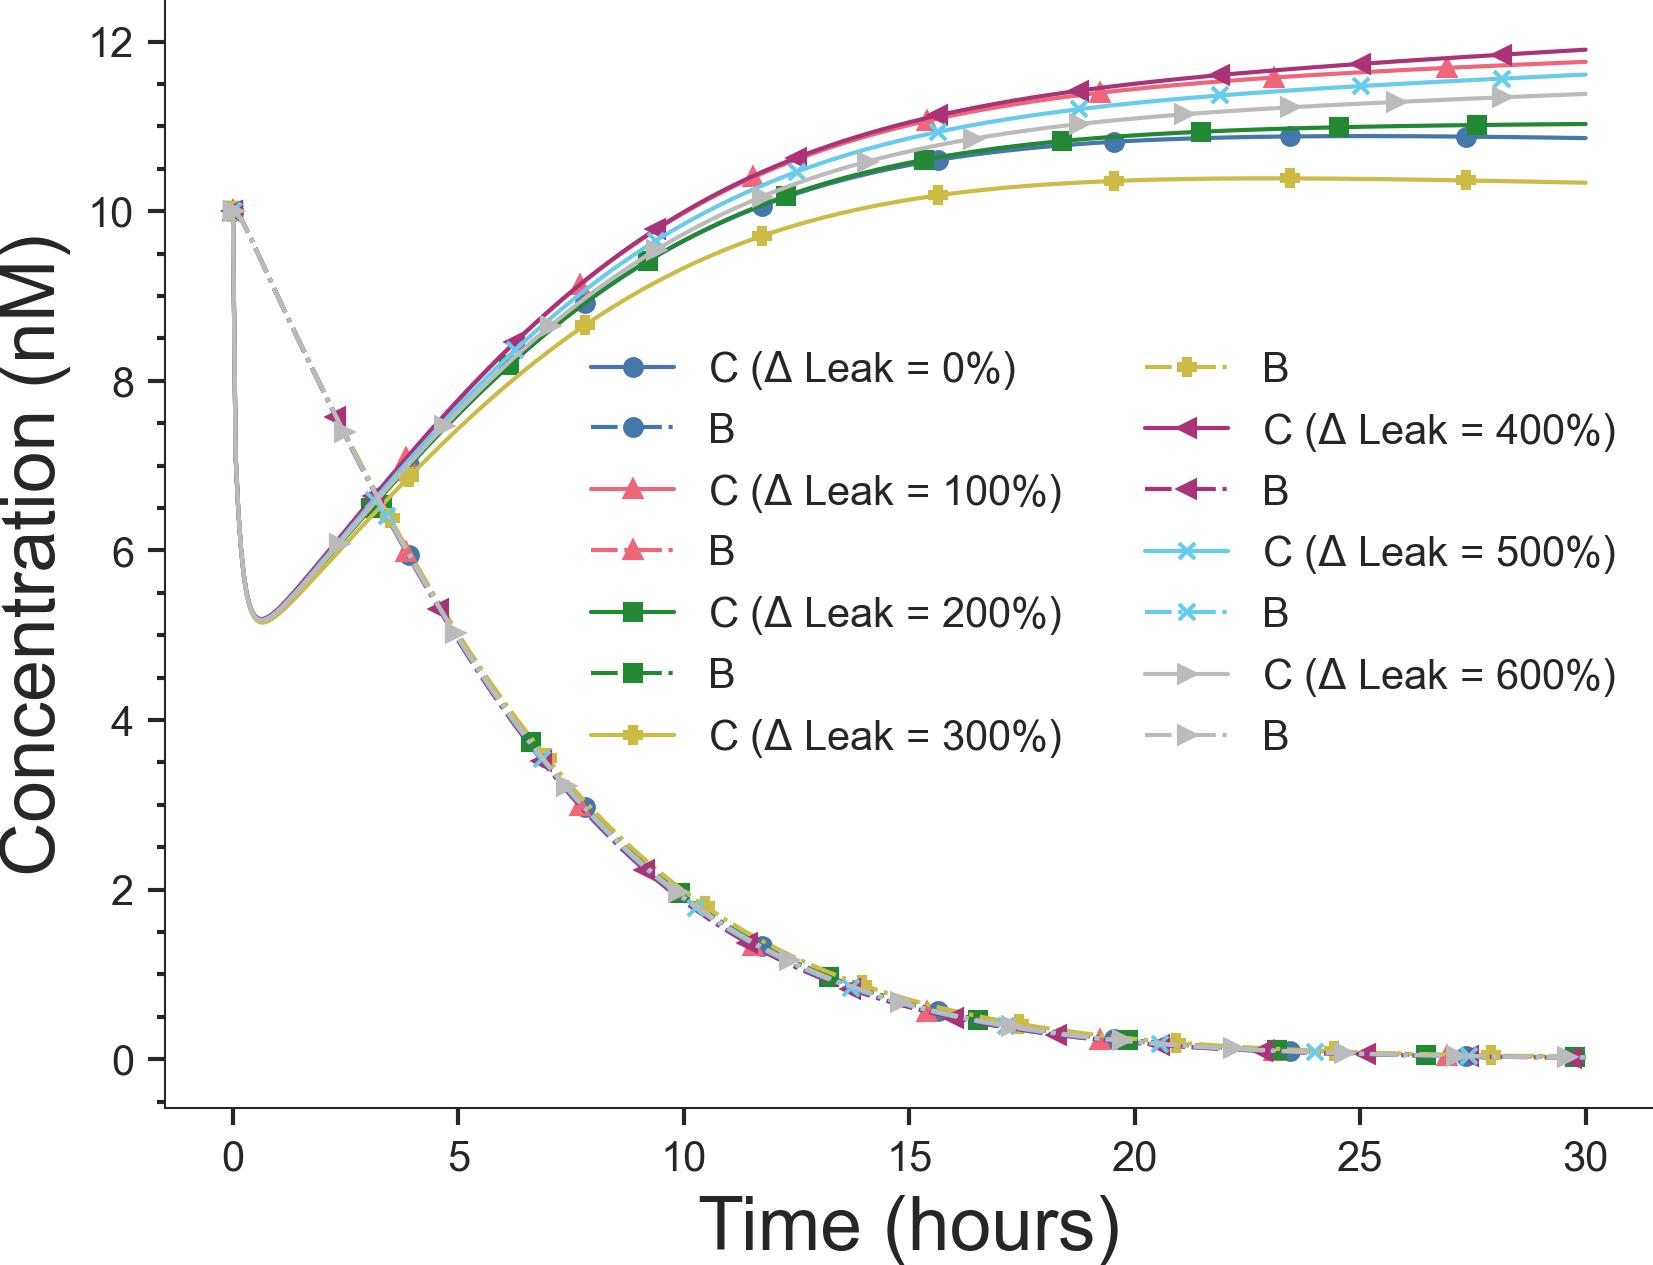 Concentration (nM)
12
10
8
6
4
2
0
C (Δ Leak = 0%)
B
C (Δ Leak = 100%)
B
C (Δ Leak = 200%)
B
C (Δ Leak = 300%)
B
C (Δ Leak = 400%)
B
C (Δ Leak = 500%)
B
C (Δ Leak = 600%)
B
0 5 10 15 20 25 30
Time (hours)